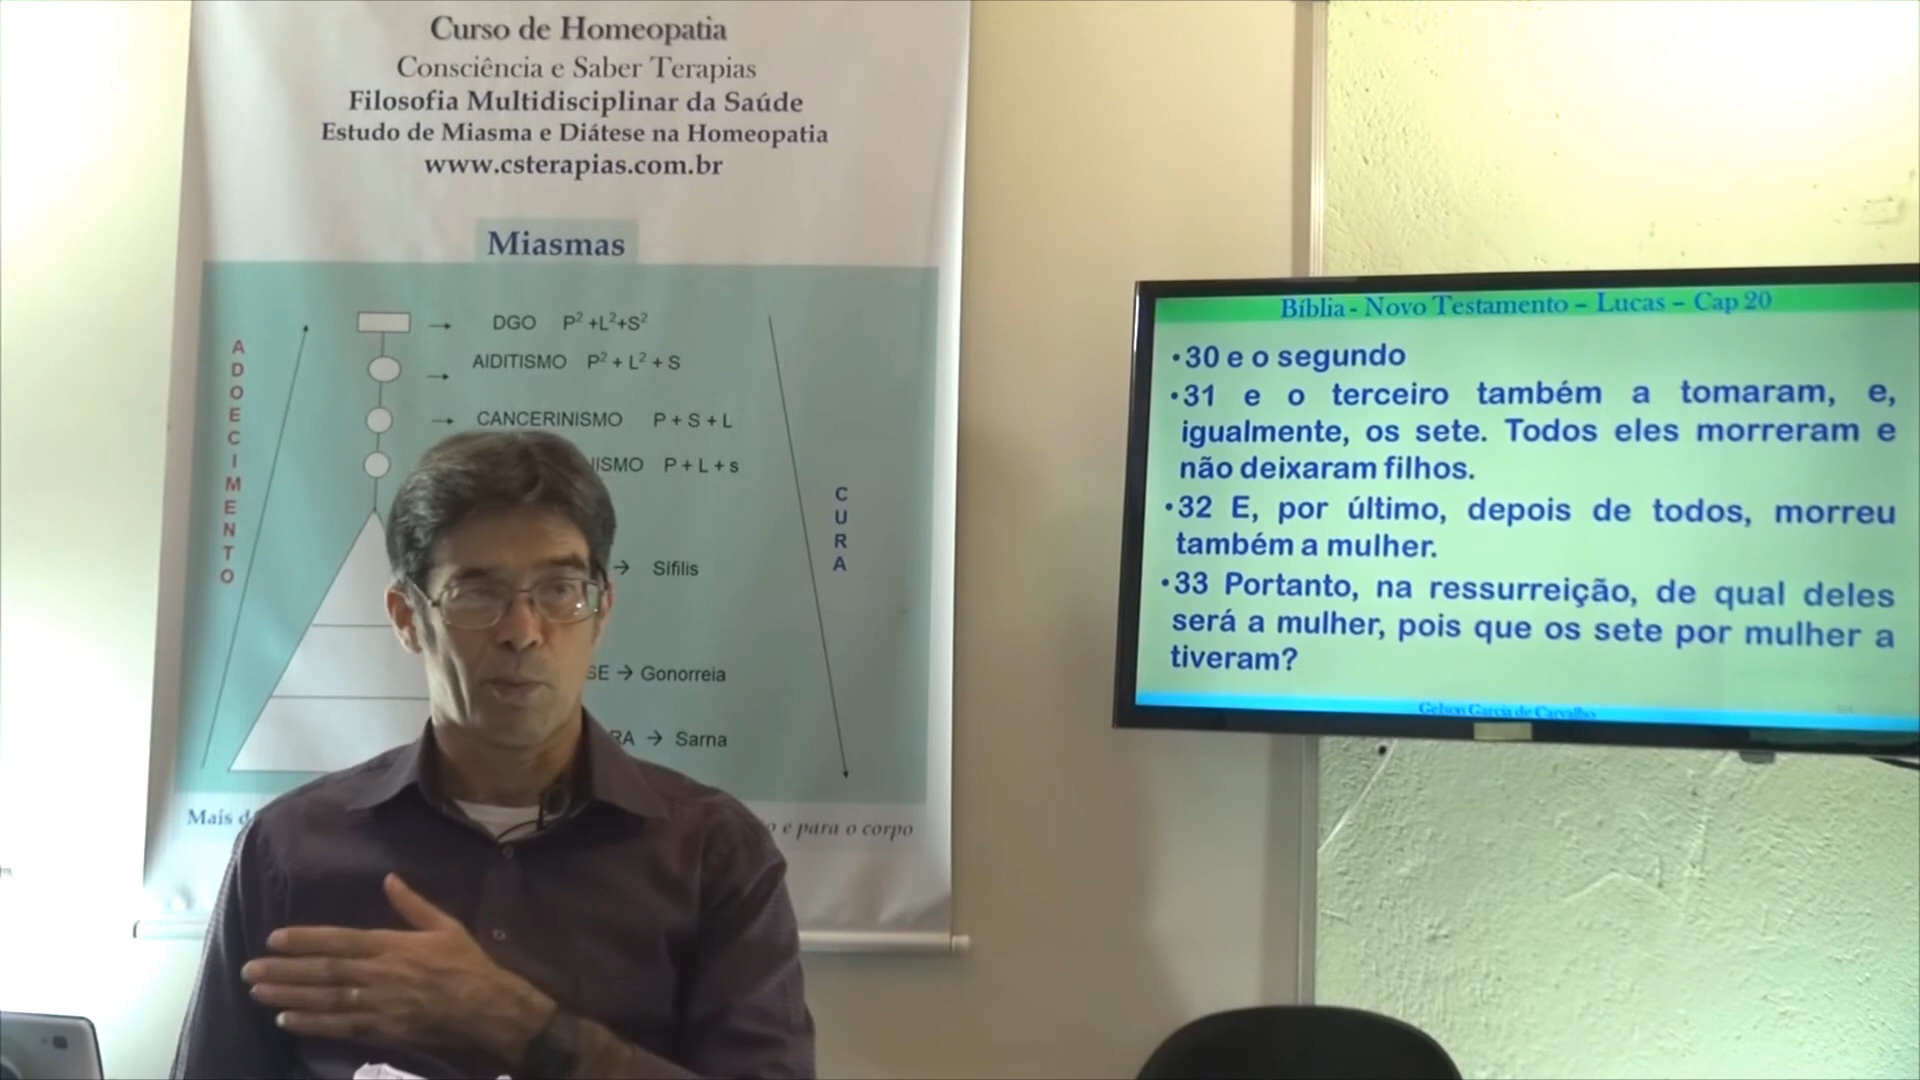 Curso de Homeopatia
Consciência e Saber Terapias
Filosofia Multidisciplinar da Saúde
Estudo de Miasma e Diátese na Homeopatia
www.csterapias.com.br
Miasmas
ADOECIMENTO
DGO P² +L²+S²
AIDITISMO P² + L² + S
CANCERINISMO P + S + L
P + L + s
→ Sífilis
→ Gonorreia
→ Sarna
CURA
Mais
e para o corpo
Bíblia - Novo Testamento – Lucas – Cap 20
•30 e o segundo
•31 e o terceiro também a tomaram, e,
igualmente, os sete. Todos eles morreram e
não deixaram filhos.
•32 E, por último, depois de todos, morreu
também a mulher.
•33 Portanto, na ressurreição, de qual deles
será a mulher, pois que os sete por mulher a
tiveram?
Gelson Garcia de Carvalho